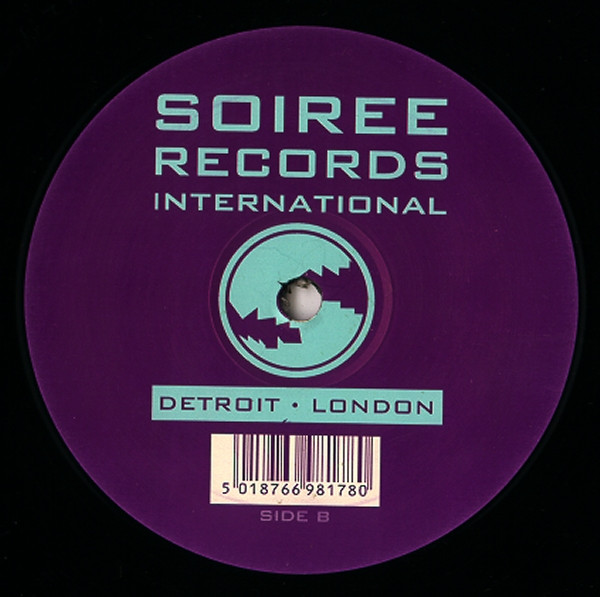 SOIREE
RECORDS
INTERNATIONAL
DETROIT · LONDON
5 018766 981780
SIDE B